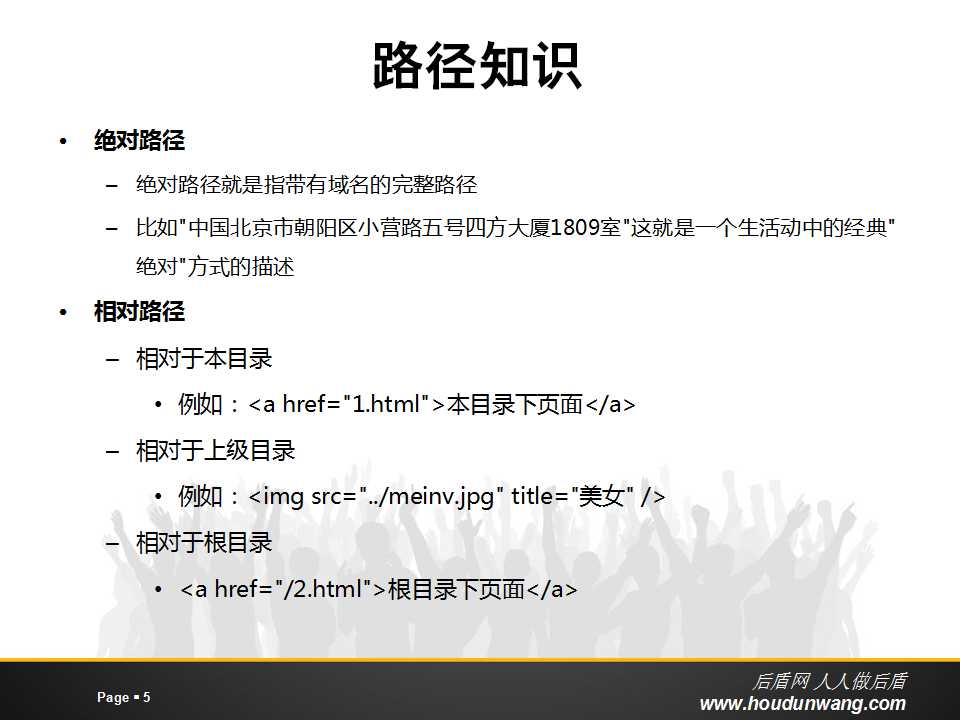 路径知识
• 绝对路径
– 绝对路径就是指带有域名的完整路径
– 比如"中国北京市朝阳区小营路五号四方大厦1809室"这就是一个生活动中的经典"
绝对"方式的描述
• 相对路径
– 相对于本目录
• 例如：<a href="1.html">本目录下页面</a>
– 相对于上级目录
• 例如：<img src="../meinv.jpg" title="美女" />
– 相对于根目录
• <a href="/2.html">根目录下页面</a>
后盾网 人人做后盾
Page ▪ 5
www.houdunwang.com